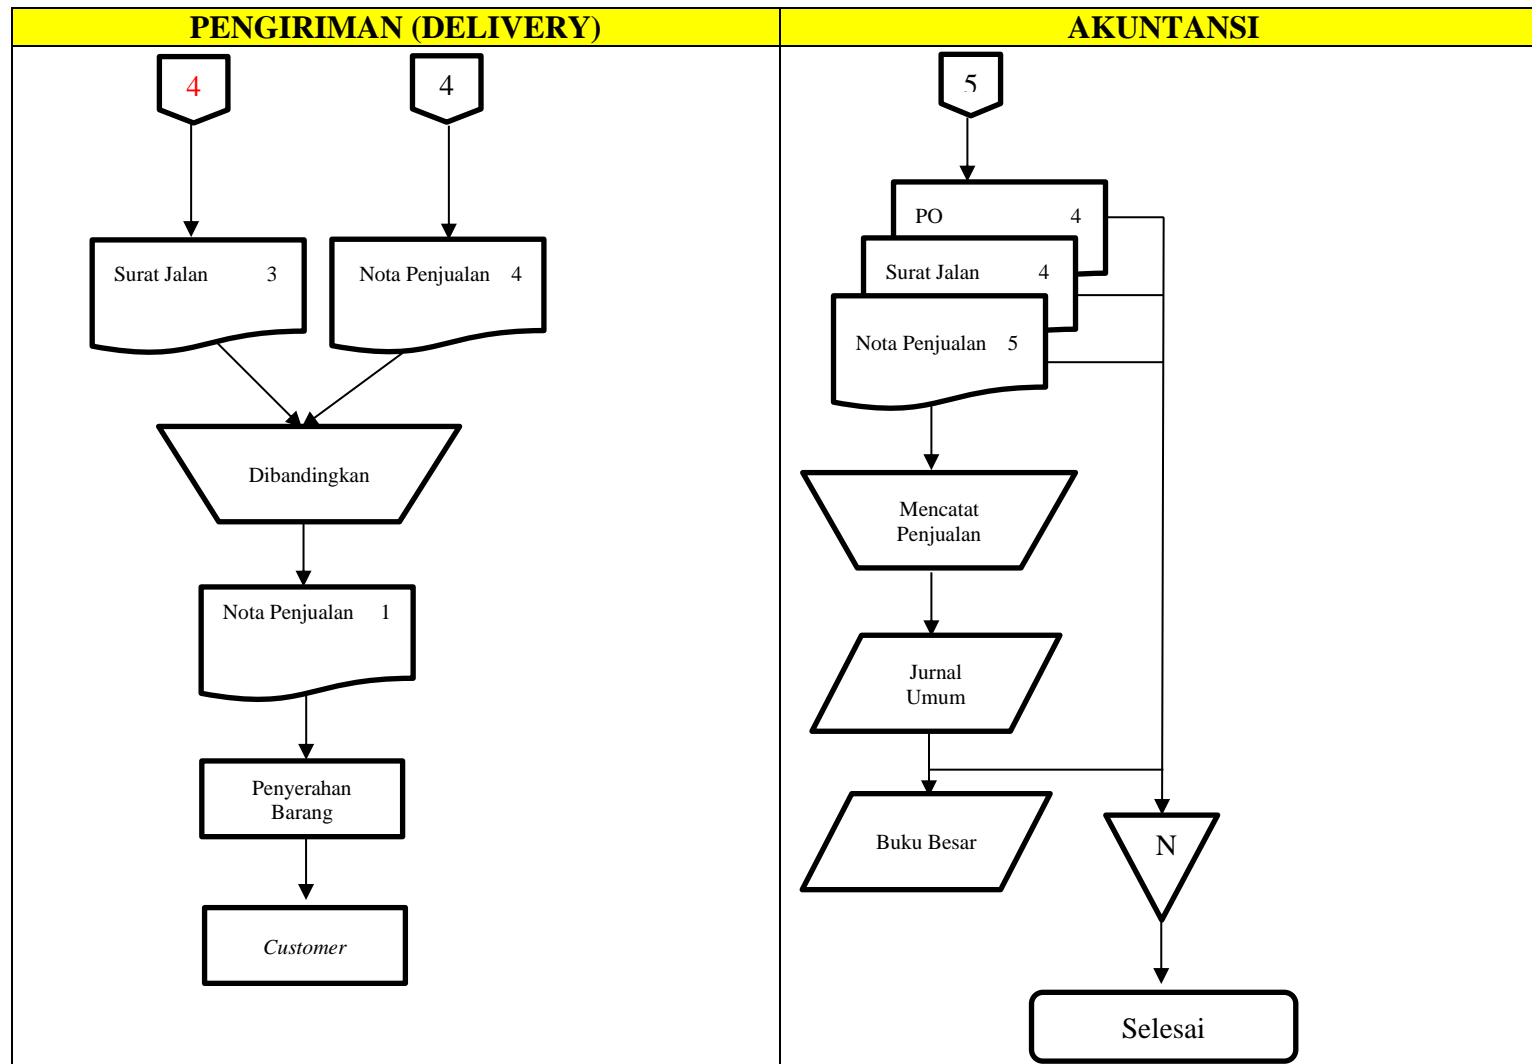 PENGIRIMAN (DELIVERY)
4
4
Surat Jalan 3
Nota Penjualan 4
Dibandingkan
Nota Penjualan 1
Penyerahan
Barang
Customer
AKUNTANSI
5
PO 4
Surat Jalan 4
Nota Penjualan 5
Mencatat
Penjualan
Jurnal
Umum
Buku Besar
N
Selesai